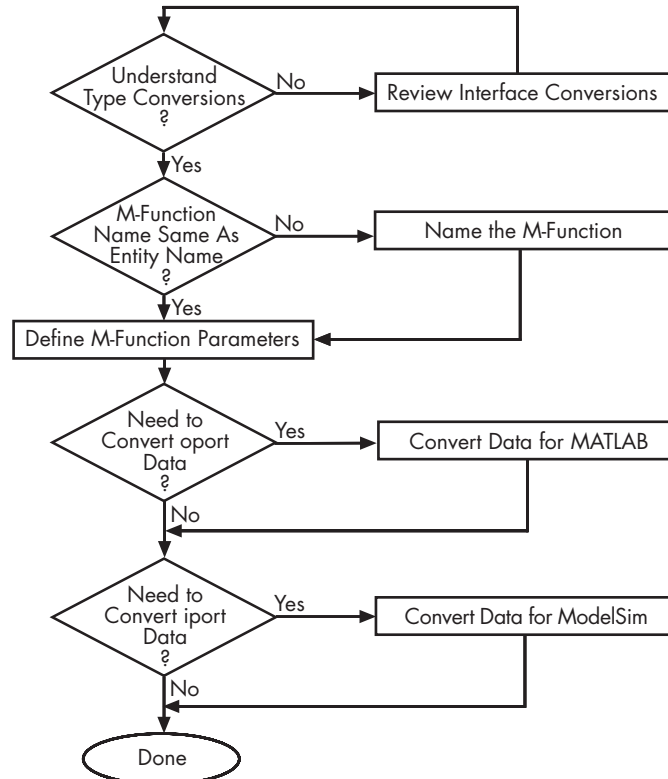 Understand
Type Conversions
?
No
Review Interface Conversions
Yes
M-Function
Name Same As
Entity Name
?
No
Name the M-Function
Yes
Define M-Function Parameters
Need to
Convert oport
Data
?
Yes
Convert Data for MATLAB
No
Need to
Convert iport
Data
?
Yes
Convert Data for ModelSim
No
Done